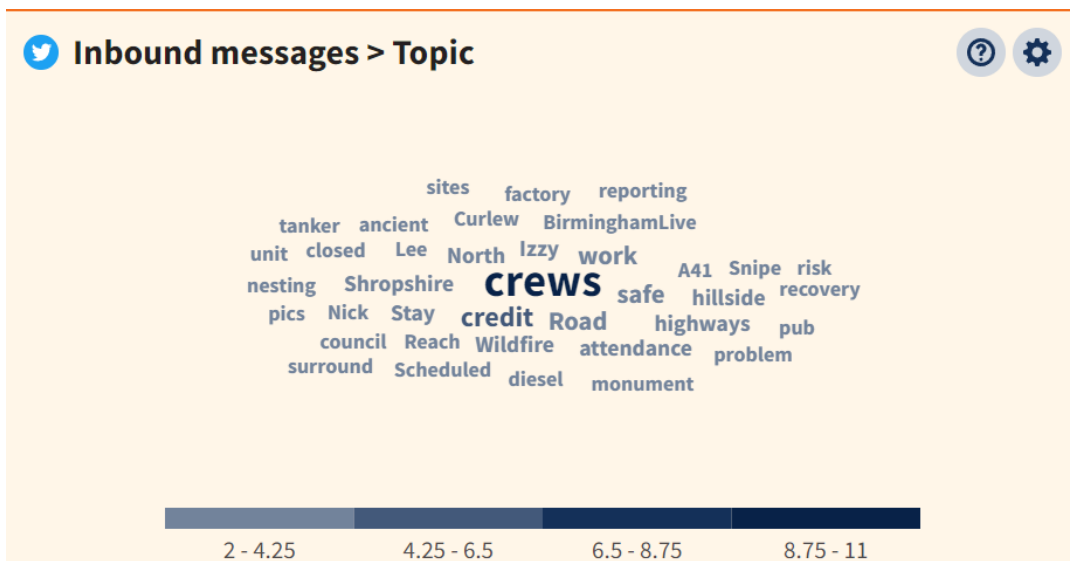 Inbound messages > Topic
sites factory reporting
tanker ancient Curlew BirminghamLive
unit closed Lee North Izzy work
crews A41 Snipe risk
nesting Shropshire safe hillside recovery
pics Nick Stay credit Road highways pub
council Reach Wildfire attendance problem
surround Scheduled diesel monument
2 - 4.25 4.25 - 6.5 6.5 - 8.75 8.75 - 11